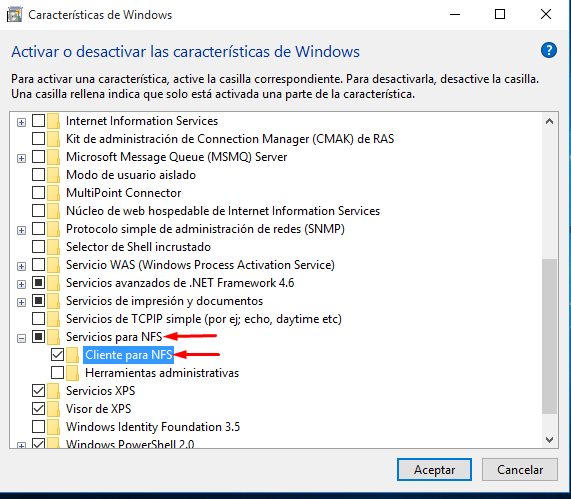 Características de Windows
Activar o desactivar las características de Windows
Para activar una característica, active la casilla correspondiente. Para desactivarla, desactive la casilla.
Una casilla rellena indica que solo está activada una parte de la característica.
Internet Information Services
Kit de administración de Connection Manager (CMAK) de RAS
Microsoft Message Queue (MSMQ) Server
Modo de usuario aislado
MultiPoint Connector
Núcleo de web hospedable de Internet Information Services
Protocolo simple de administración de redes (SNMP)
Selector de Shell incrustado
Servicio WAS (Windows Process Activation Service)
Servicios avanzados de .NET Framework 4.6
Servicios de impresión y documentos
Servicios de TCPIP simple (por ej; echo, daytime etc)
Servicios para NFS
Cliente para NFS
Herramientas administrativas
Servicios XPS
Visor de XPS
Windows Identity Foundation 3.5
Windows PowerShell 2.0
Aceptar
Cancelar